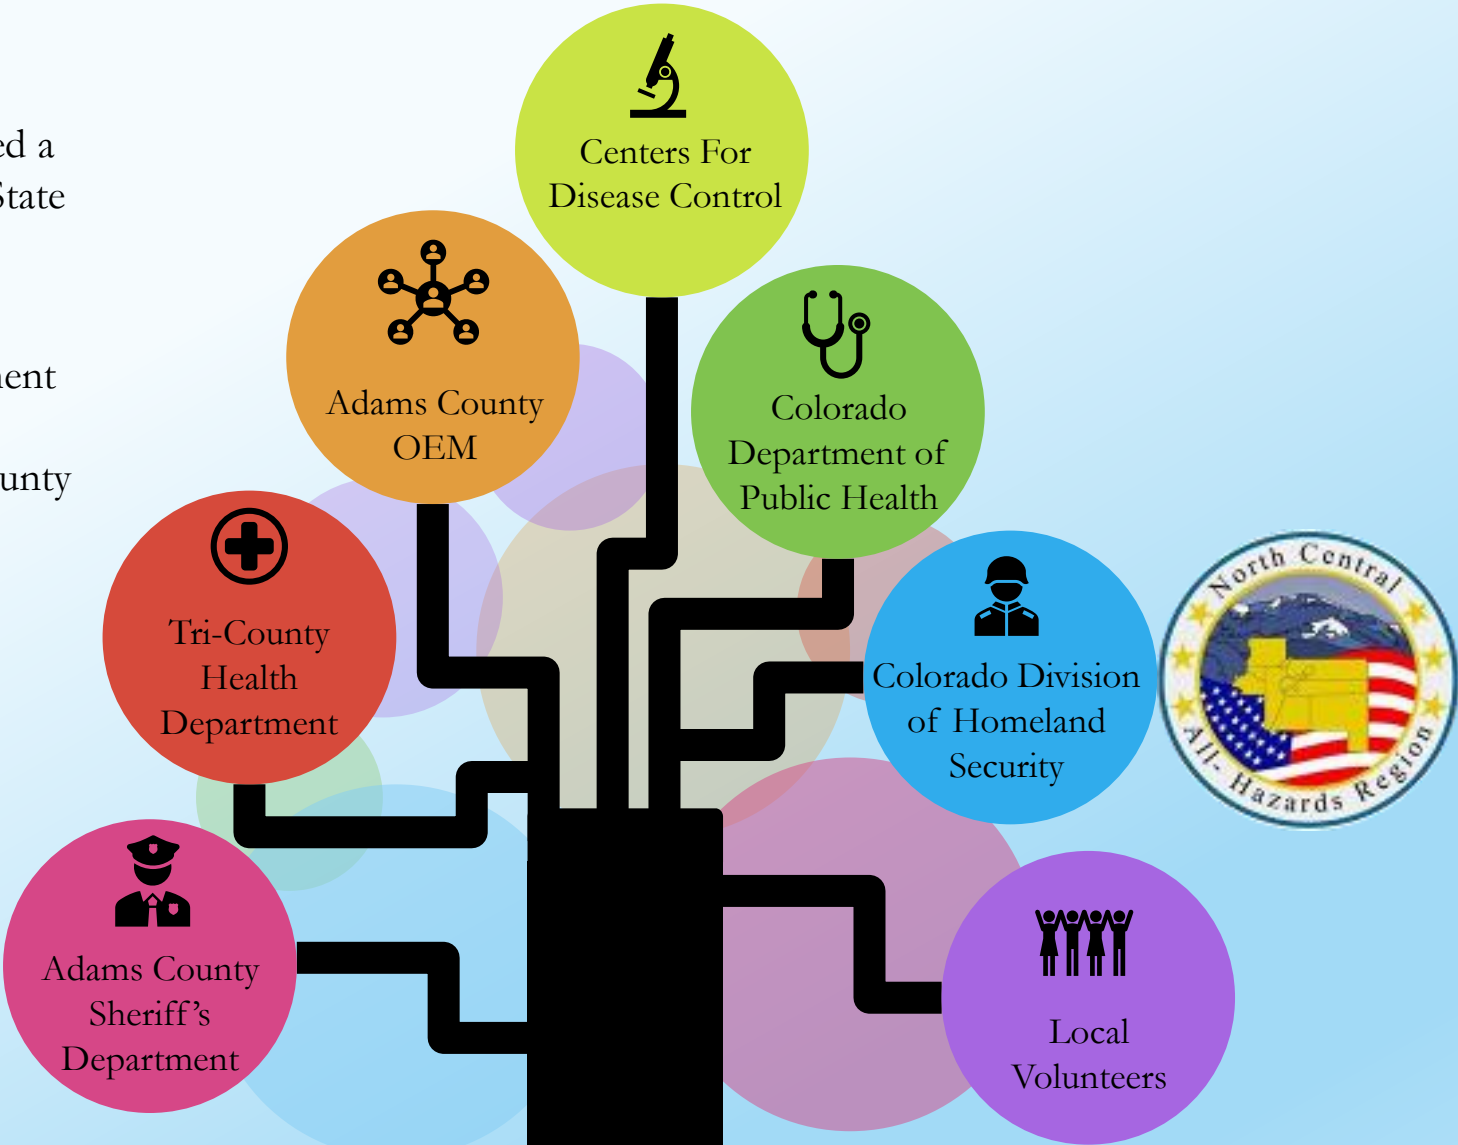 ed a
State
ment
unty
Centers For
Disease Control
Adams County
OEM
Colorado
Department of
Public Health
Tri-County
Health
Department
Colorado Division
of Homeland
Security
North Central
All- Hazards Region
Adams County
Sheriff’s
Department
Local
Volunteers